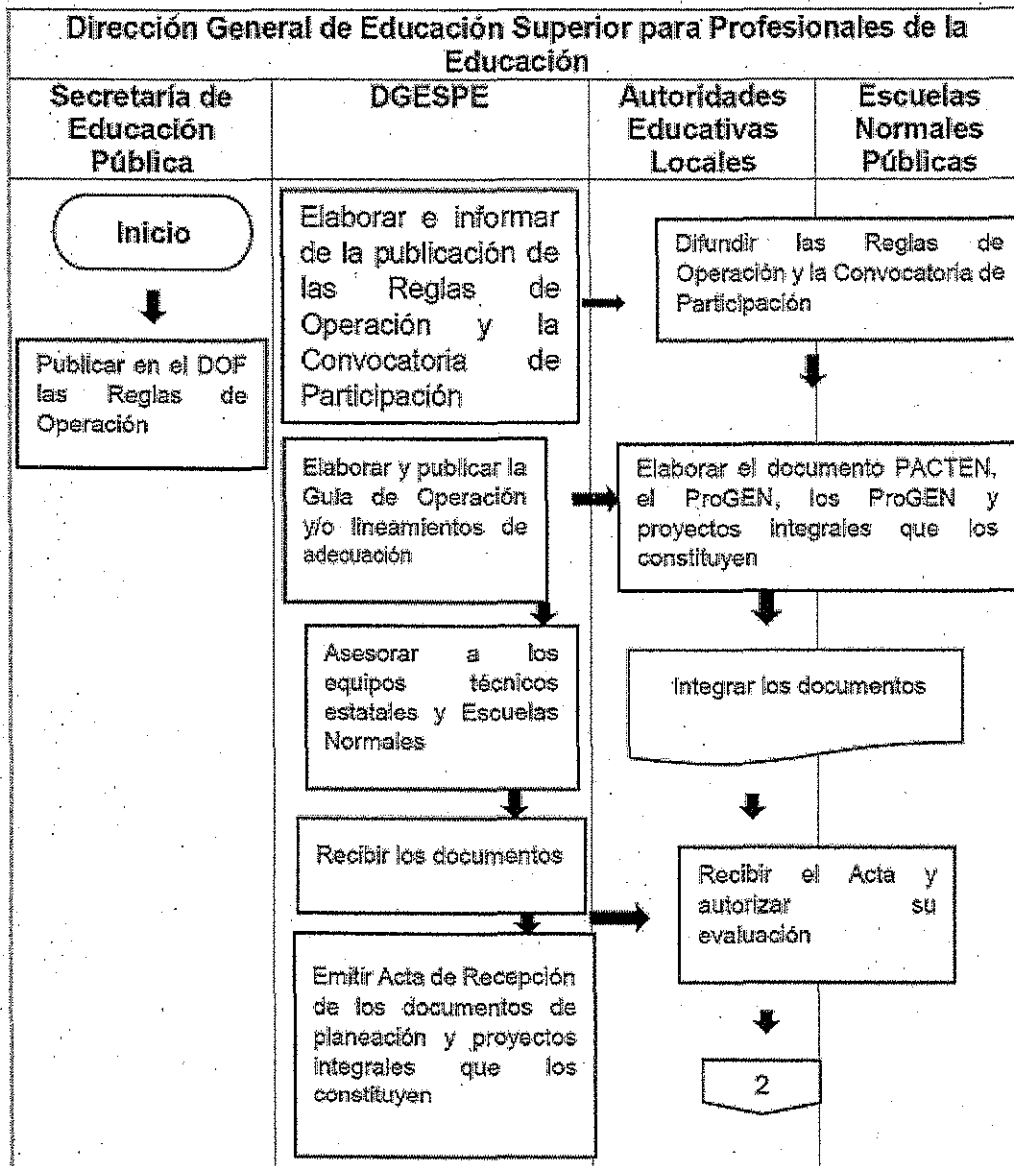 Dirección General de Educación Superior para Profesionales de la
Educación
Secretaría de
Educación
Pública
DGESPE
Autoridades
Educativas
Locales
Escuelas
Normales
Públicas
Inicio
Publicar en el DOF
las Reglas de
Operación
Elaborar e informar
de la publicación de
las Reglas de
Operación y la
Convocatoria de
Participación
Difundir las Reglas de
Operación y la Convocatoria de
Participación
Elaborar y publicar la
Guía de Operación
y/o lineamientos de
adecuación
Elaborar el documento PACTEN,
el ProGEN, los ProGEN y
proyectos integrales que los
constituyen
Asesorar a los
equipos técnicos
estatales y Escuelas
Normales
Integrar los documentos
Recibir los documentos
Recibir el Acta y
autorizar su
evaluación
Emitir Acta de Recepción
de los documentos de
planeación y proyectos
integrales que los
constituyen
2